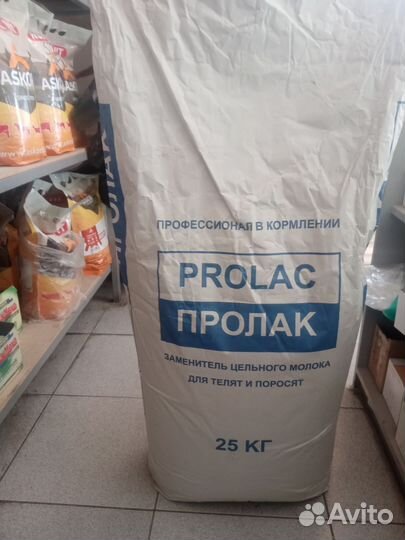 ПРОФЕССИОНАЛ В КОРМЛЕНИИ
PROLAC
ПРОЛАК
ЗАМЕНИТЕЛЬ ЦЕЛЬНОГО МОЛОКА
ДЛЯ ТЕЛЯТ И ПОРОСЯТ
25 КГ
Avito